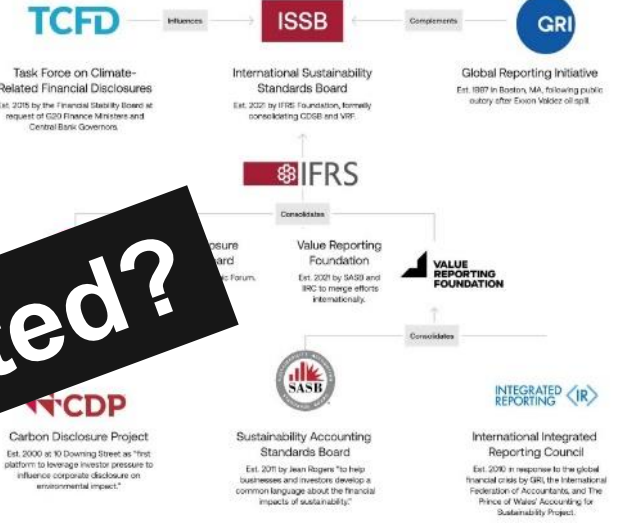 TCFD
Influences
ISSB
Complements
GRI
Task Force on Climate-
Related Financial Disclosures
Est. 2015 by the Financial Stability Board at
request of G20 Finance Ministers and
Central Bank Governors.
International Sustainability
Standards Board
Est. 2021 by IFRS Foundation, formally
consolidating CDSB and VRF.
Global Reporting Initiative
Est. 1997 in Boston, MA, following public
outcry after Exxon Valdez oil spill.
IFRS
Consolidates
osure
ard
ic Forum.
Value Reporting
Foundation
Est. 2021 by SASB and
IIRC to merge efforts
internationally.
VALUE
REPORTING
FOUNDATION
ted?
Consolidates
CDP
SASB
INTEGRATED
REPORTING <IR>
Carbon Disclosure Project
Est. 2000 at 10 Downing Street as "first
platform to leverage investor pressure to
influence corporate disclosure on
environmental impact."
Sustainability Accounting
Standards Board
Est. 2011 by Jean Rogers "to help
businesses and investors develop a
common language about the financial
impacts of sustainability."
International Integrated
Reporting Council
Est. 2010 in response to the global
financial crisis by GRI, the International
Federation of Accountants, and The
Prince of Wales' Accounting for
Sustainability Project.